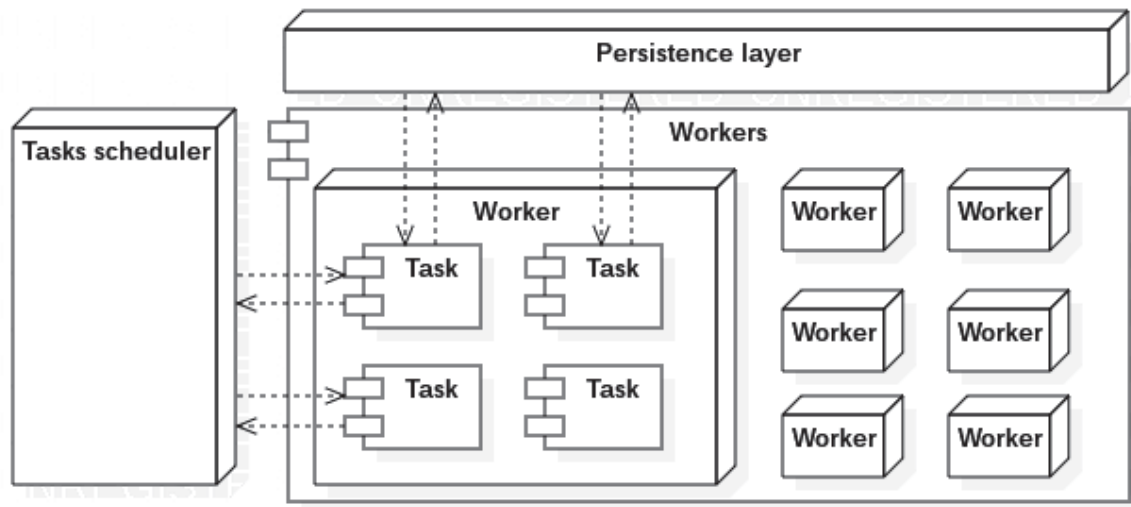 Persistence layer
Tasks scheduler
Workers
Worker
Worker
Worker
Task
Task
Worker
Worker
Task
Task
Worker
Worker